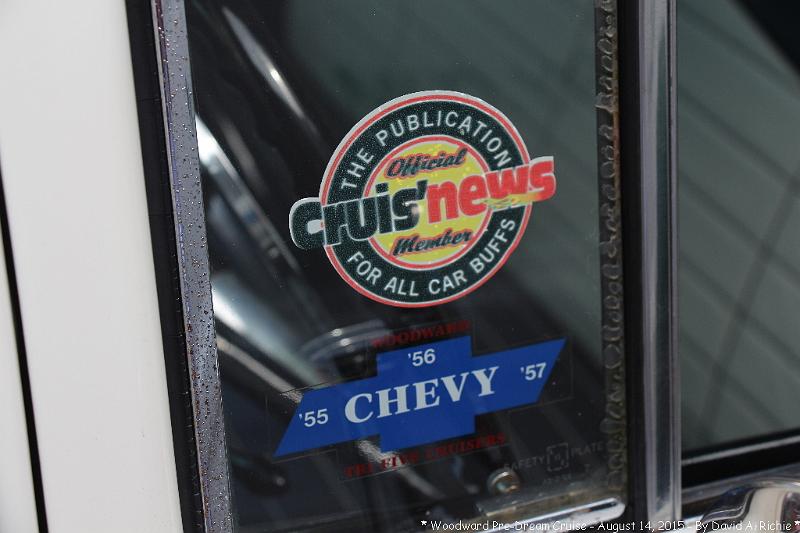 THE PUBLICATION
Official
Cruis'news
Member
FOR ALL CAR BUFFS
WOODWARD
'55 '56 '57
CHEVY
TRI FIVE CRUISERS
SAFETY PLATE
* Woodward Pre-Dream Cruise - August 14, 2015 - By David A. Richie *